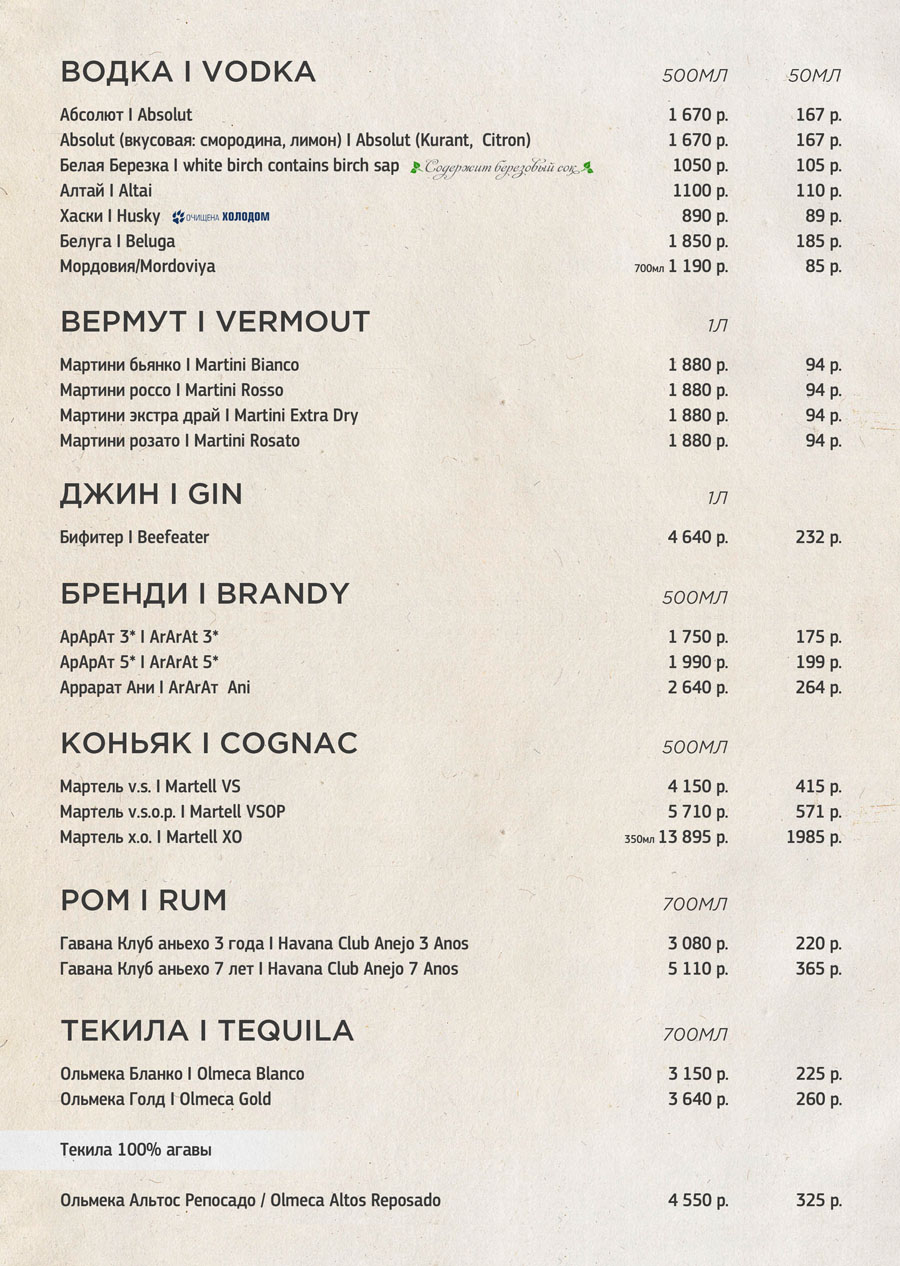 ВОДКА I VODKA 500МЛ 50МЛ
Абсолют I Absolut 1 670 р. 167 р.
Absolut (вкусовая: смородина, лимон) I Absolut (Kurant, Citron) 1 670 р. 167 р.
Белая Березка I white birch contains birch sap Содержит берёзовый сок 1050 р. 105 р.
Алтай I Altai 1100 р. 110 р.
Хаски I Husky ОЧИЩЕНА ХОЛОДОМ 890 р. 89 р.
Белуга I Beluga 1 850 р. 185 р.
Мордовия/Mordoviya 700мл 1 190 р. 85 р.
ВЕРМУТ I VERMOUT 1Л
Мартини бьянко I Martini Bianco 1 880 р. 94 р.
Мартини россо I Martini Rosso 1 880 р. 94 р.
Мартини экстра драй I Martini Extra Dry 1 880 р. 94 р.
Мартини розато I Martini Rosato 1 880 р. 94 р.
ДЖИН I GIN 1Л
Бифитер I Beefeater 4 640 р. 232 р.
БРЕНДИ I BRANDY 500МЛ
АрАрАт 3* I ArArAt 3* 1 750 р. 175 р.
АрАрАт 5* I ArArAt 5* 1 990 р. 199 р.
Аррарат Ани I ArArAт Ani 2 640 р. 264 р.
КОНЬЯК I COGNAC 500МЛ
Мартель v.s. I Martell VS 4 150 р. 415 р.
Мартель v.s.o.p. I Martell VSOP 5 710 р. 571 р.
Мартель x.o. I Martell XO 350мл 13 895 р. 1985 р.
РОМ I RUM 700МЛ
Гавана Клуб аньехо 3 года I Havana Club Anejo 3 Anos 3 080 р. 220 р.
Гавана Клуб аньехо 7 лет I Havana Club Anejo 7 Anos 5 110 р. 365 р.
ТЕКИЛА I TEQUILA 700МЛ
Ольмека Бланко I Olmeca Blanco 3 150 р. 225 р.
Ольмека Голд I Olmeca Gold 3 640 р. 260 р.
Текила 100% агавы
Ольмека Альтос Репосадо / Olmeca Altos Reposado 4 550 р. 325 р.